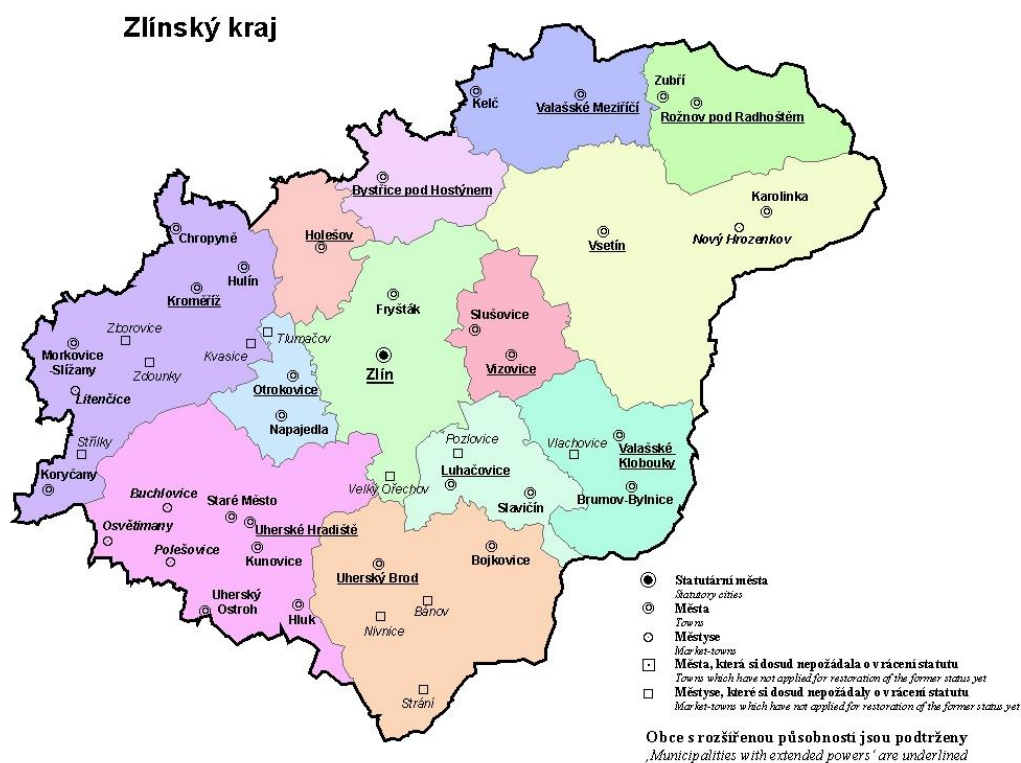 Zlínský kraj
Zubří
Kelč
Valašské Meziříčí
Rožnov pod Radhoštěm
Bystřice pod Hostýnem
Karolinka
Chropyně
Holešov
Vsetín
Nový Hrozenkov
Hulín
Kroměříž
Fryšták
Slušovice
Zborovice
Tlumačov
Morkovice
-Slížany
Kvasice
Zdounky
Zlín
Vizovice
Litenčice
Otrokovice
Napajedla
Střílky
Pozlovice
Vlachovice
Valašské
Klobouky
Koryčany
Luhačovice
Velký Ořechov
Buchlovice
Staré Město
Slavičín
Brumov-Bylnice
Osvětimany
Uherské Hradiště
Polešovice
Kunovice
Bojkovice
Uherský Brod
Uherský
Ostroh
Hluk
Bánov
Nivnice
Strání
Statutární města
Statutory cities
Města
Towns
Městyse
Market-towns
Města, která si dosud nepožádala o vrácení statutu
Towns which have not applied for restoration of the former status yet
Městyse, které si dosud nepožádaly o vrácení statutu
Market-towns which have not applied for restoration of the former status yet
Obce s rozšířenou působností jsou podtrženy
‚Municipalities with extended powers‘ are underlined